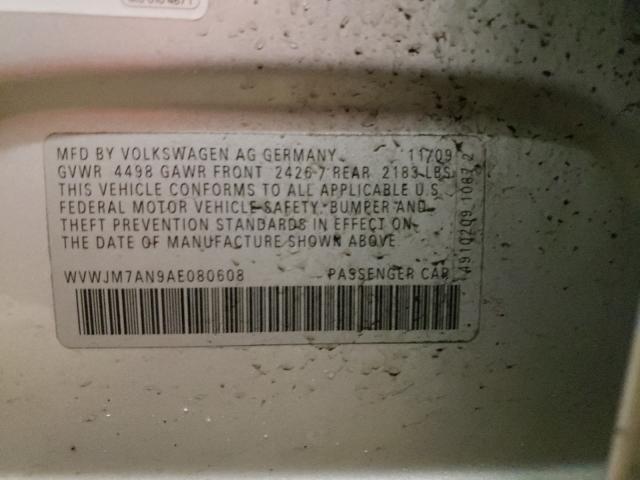 MFD BY VOLKSWAGEN AG GERMANY 11/09
GVWR 4498 GAWR FRONT 2426 / REAR 2183 LBS
THIS VEHICLE CONFORMS TO ALL APPLICABLE U.S.
FEDERAL MOTOR VEHICLE SAFETY, BUMPER AND
THEFT PREVENTION STANDARDS IN EFFECT ON
THE DATE OF MANUFACTURE SHOWN ABOVE
WVWJM7AN9AE080608 PASSENGER CAR